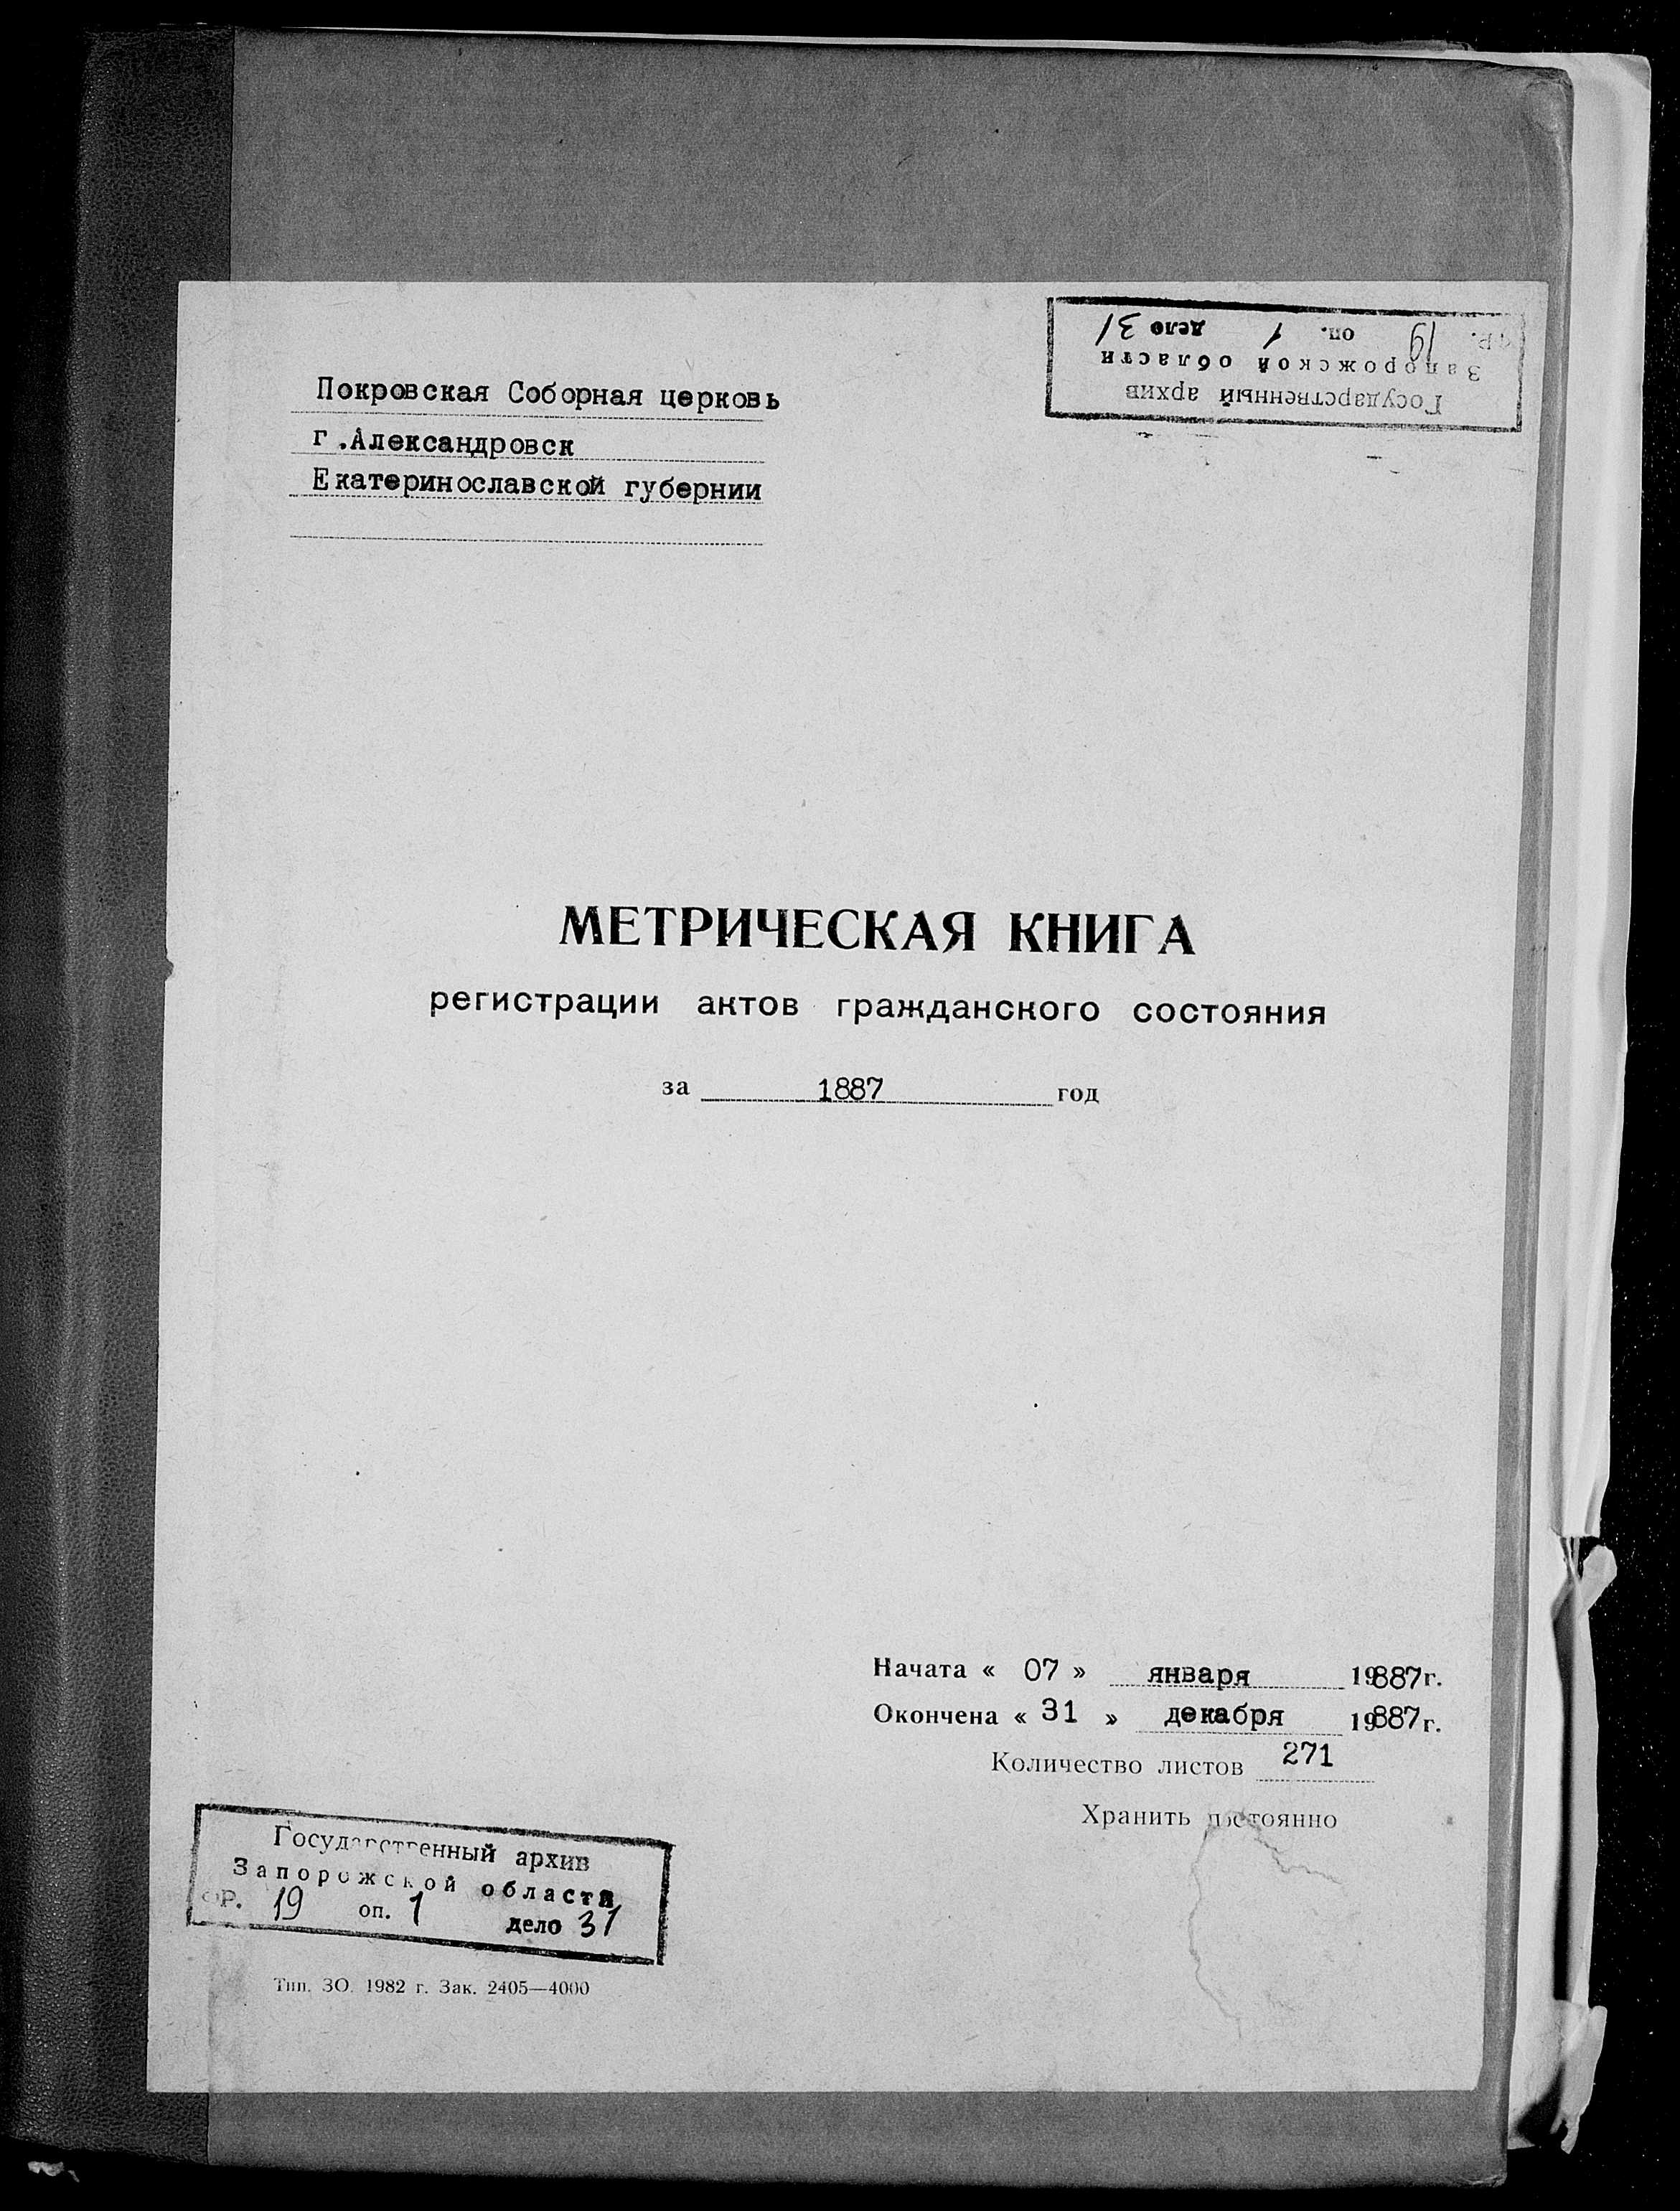 Покровская Соборная церковь
г.Александровск
Екатеринославской губернии
Государственный архив
Запорожской области
Р. 19 оп. 1 дело 31
МЕТРИЧЕСКАЯ КНИГА
регистрации актов гражданского состояния
за 1887 год
Начата « 07 » января 1887г.
Окончена « 31 » декабря 1887г.
Количество листов 271
Хранить постоянно
Государственный архив
Запорожской области
Р. 19 оп. 1 дело 31
Тип. ЗО. 1982 г. Зак. 2405—4000